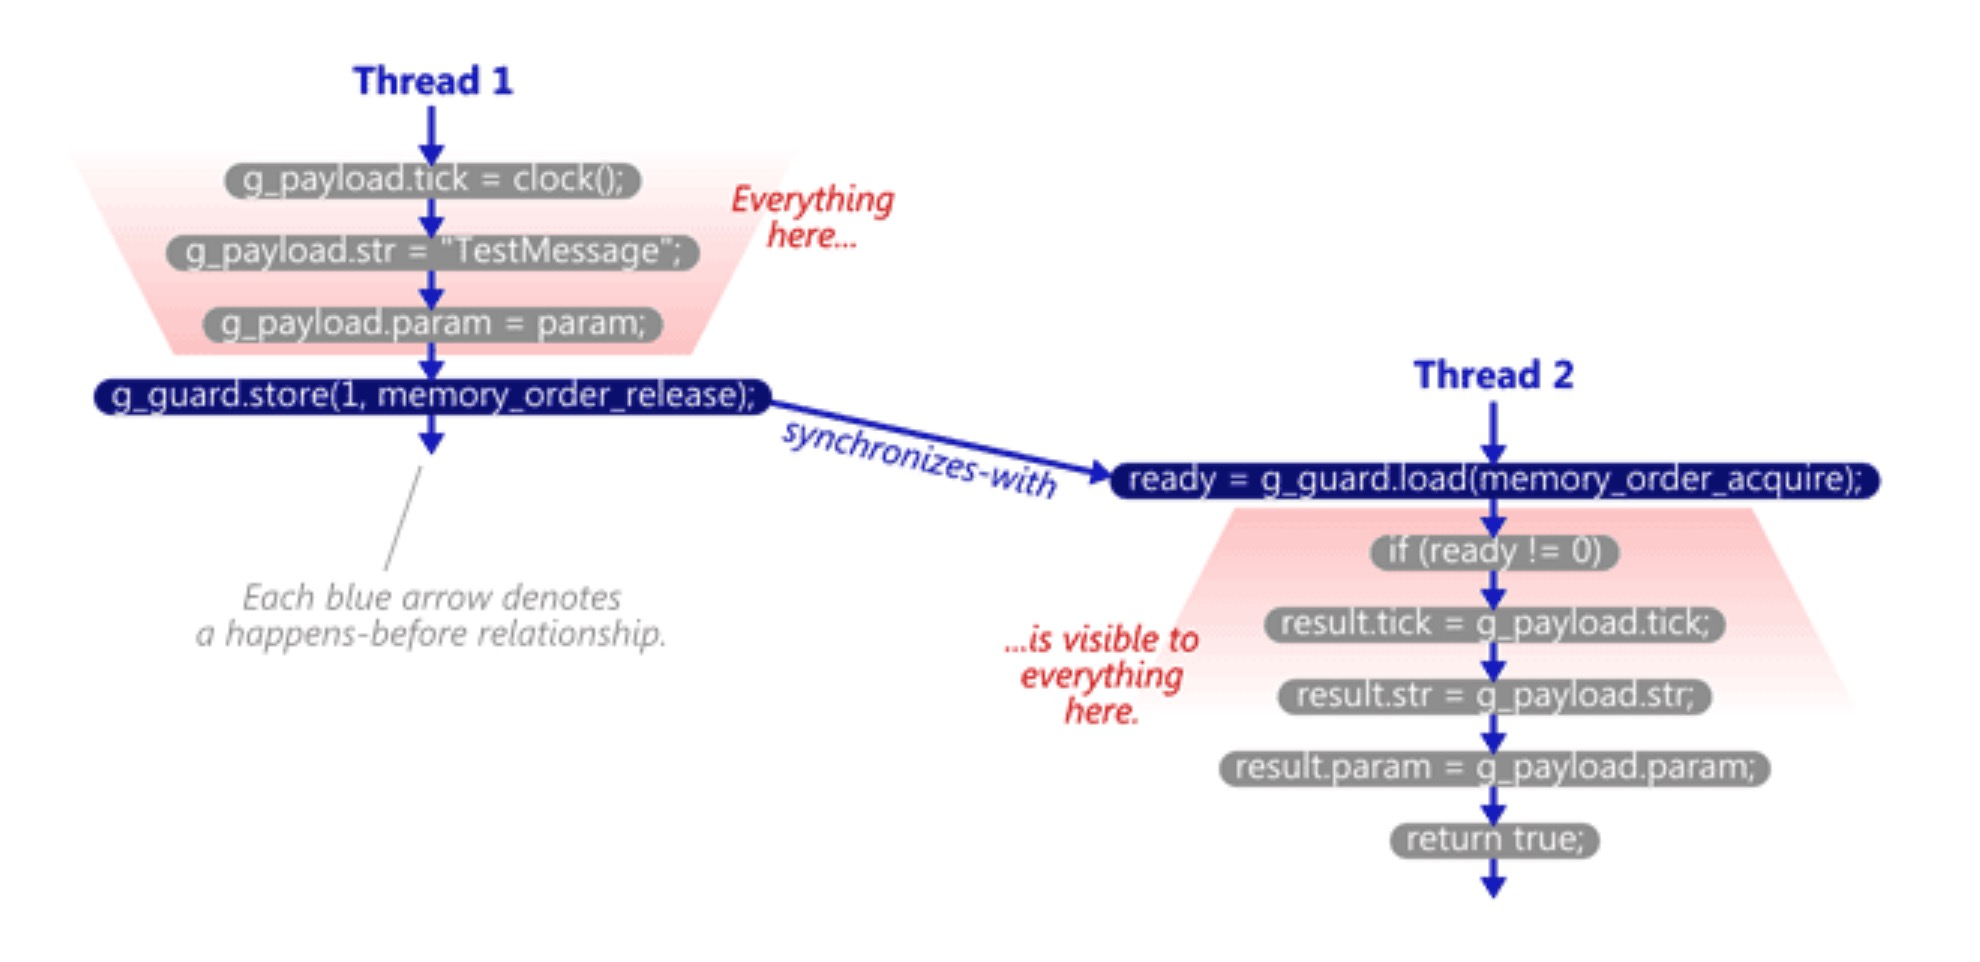 Thread 1
g_payload.tick = clock();
g_payload.str = "TestMessage";
g_payload.param = param;
g_guard.store(1, memory_order_release);
Everything
here...
synchronizes-with
Each blue arrow denotes
a happens-before relationship.
Thread 2
ready = g_guard.load(memory_order_acquire);
if (ready != 0)
result.tick = g_payload.tick;
result.str = g_payload.str;
result.param = g_payload.param;
return true;
...is visible to
everything
here.